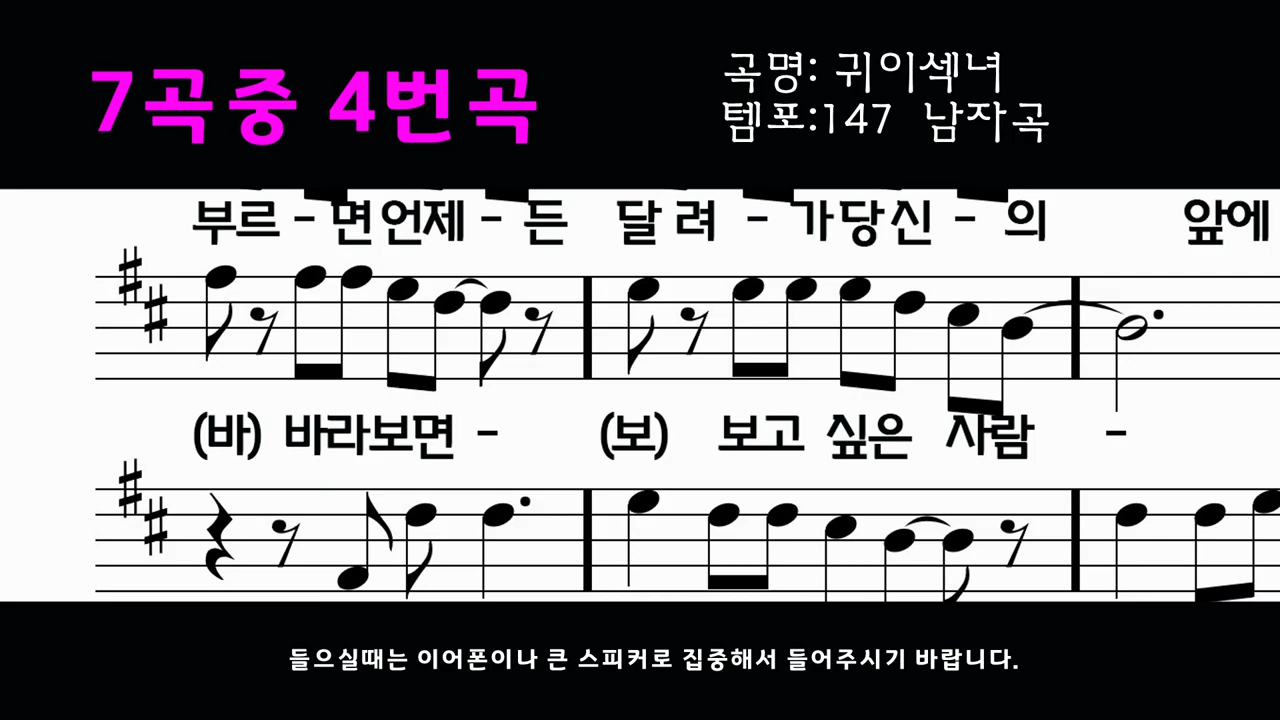 7곡중 4번곡
곡명: 귀이섹녀
템포:147 남자곡
부르 - 면언제 - 든 달 려 - 가당신 - 의 앞에
(바) 바라보면 - (보) 보고 싶은 사람 -
들으실때는 이어폰이나 큰 스피커로 집중해서 들어주시기 바랍니다.